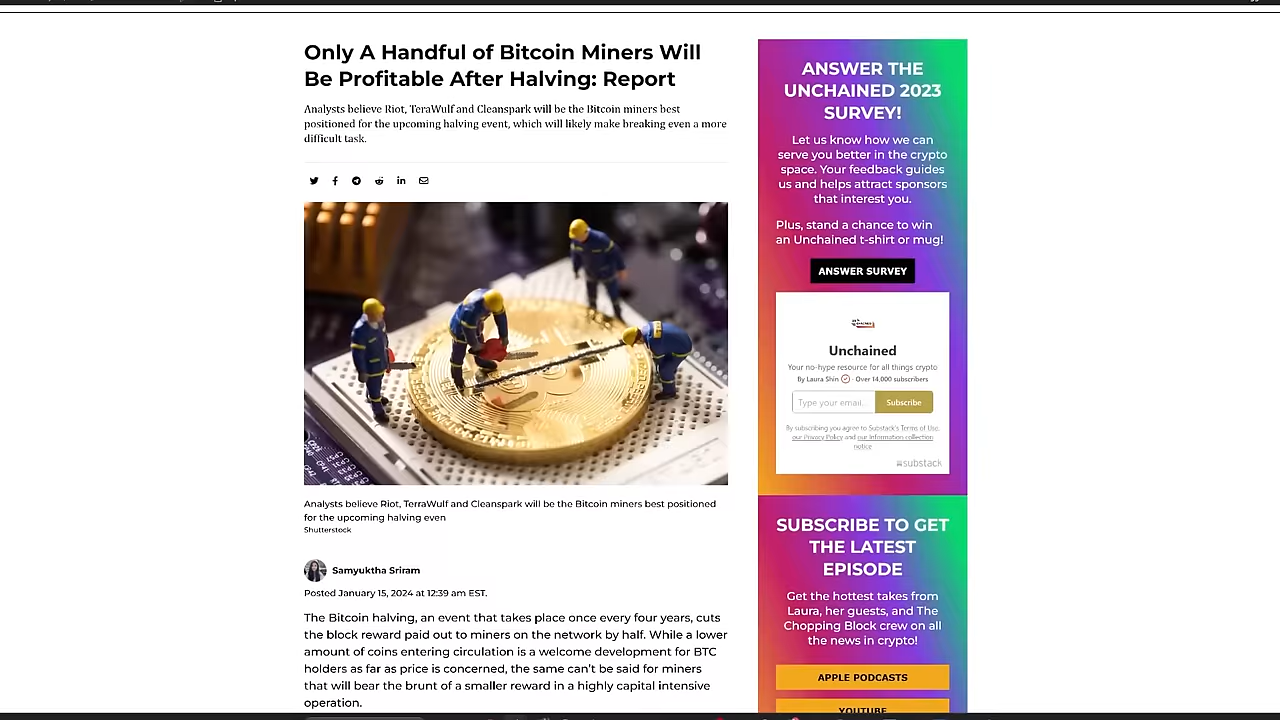 Only A Handful of Bitcoin Miners Will
Be Profitable After Halving: Report
Analysts believe Riot, TeraWulf and Cleanspark will be the Bitcoin miners best
positioned for the upcoming halving event, which will likely make breaking even a more
difficult task.
Analysts believe Riot, TerraWulf and Cleanspark will be the Bitcoin miners best positioned
for the upcoming halving even
Shutterstock
Samyuktha Sriram
Posted January 15, 2024 at 12:39 am EST.
The Bitcoin halving, an event that takes place once every four years, cuts
the block reward paid out to miners on the network by half. While a lower
amount of coins entering circulation is a welcome development for BTC
holders as far as price is concerned, the same can't be said for miners
that will bear the brunt of a smaller reward in a highly capital intensive
operation.
ANSWER THE
UNCHAINED 2023
SURVEY!
Let us know how we can
serve you better in the crypto
space. Your feedback guides
us and helps attract sponsors
that interest you.
Plus, stand a chance to win
an Unchained t-shirt or mug!
ANSWER SURVEY
Unchained
Your no-hype resource for all things crypto
By Laura Shin · Over 14,000 subscribers
Type your email...
Subscribe
By subscribing you agree to Substack's Terms of Use,
our Privacy Policy and our Information collection
notice
substack
SUBSCRIBE TO GET
THE LATEST
EPISODE
Get the hottest takes from
Laura, her guests, and The
Chopping Block crew on all
the news in crypto!
APPLE PODCASTS
YOUTUBE